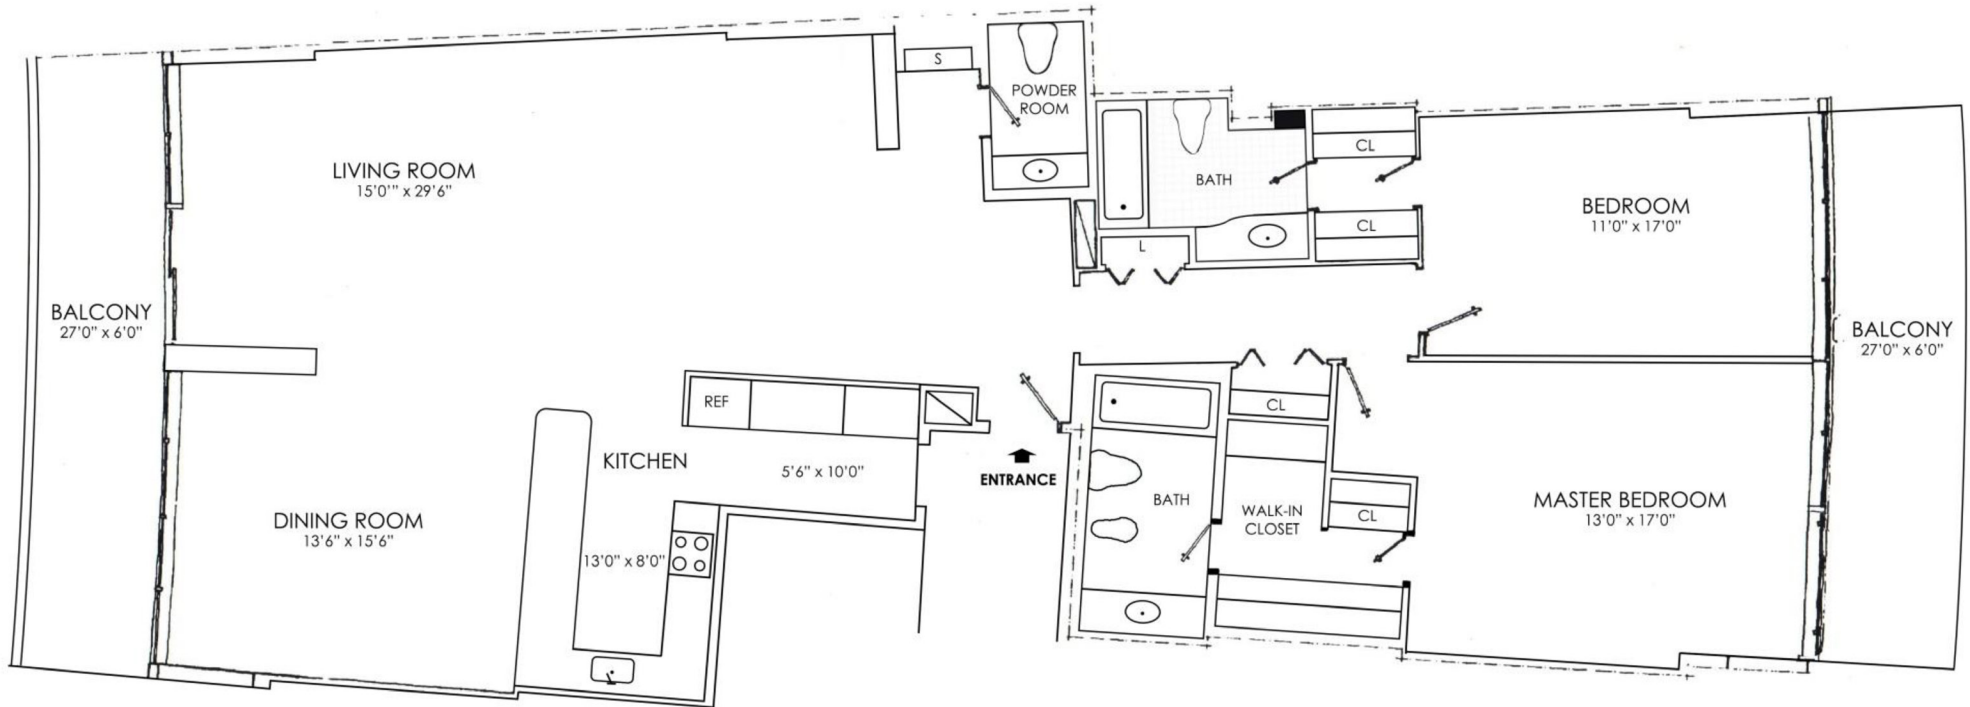 S
POWDER
ROOM
LIVING ROOM
15'0'" x 29'6"
CL
BATH
BEDROOM
11'0" x 17'0"
CL
L
BALCONY
27'0" x 6'0"
BALCONY
27'0" x 6'0"
REF
CL
KITCHEN
5'6" x 10'0"
ENTRANCE
BATH
MASTER BEDROOM
13'0" x 17'0"
WALK-IN
CLOSET
CL
DINING ROOM
13'6" x 15'6"
13'0" x 8'0"